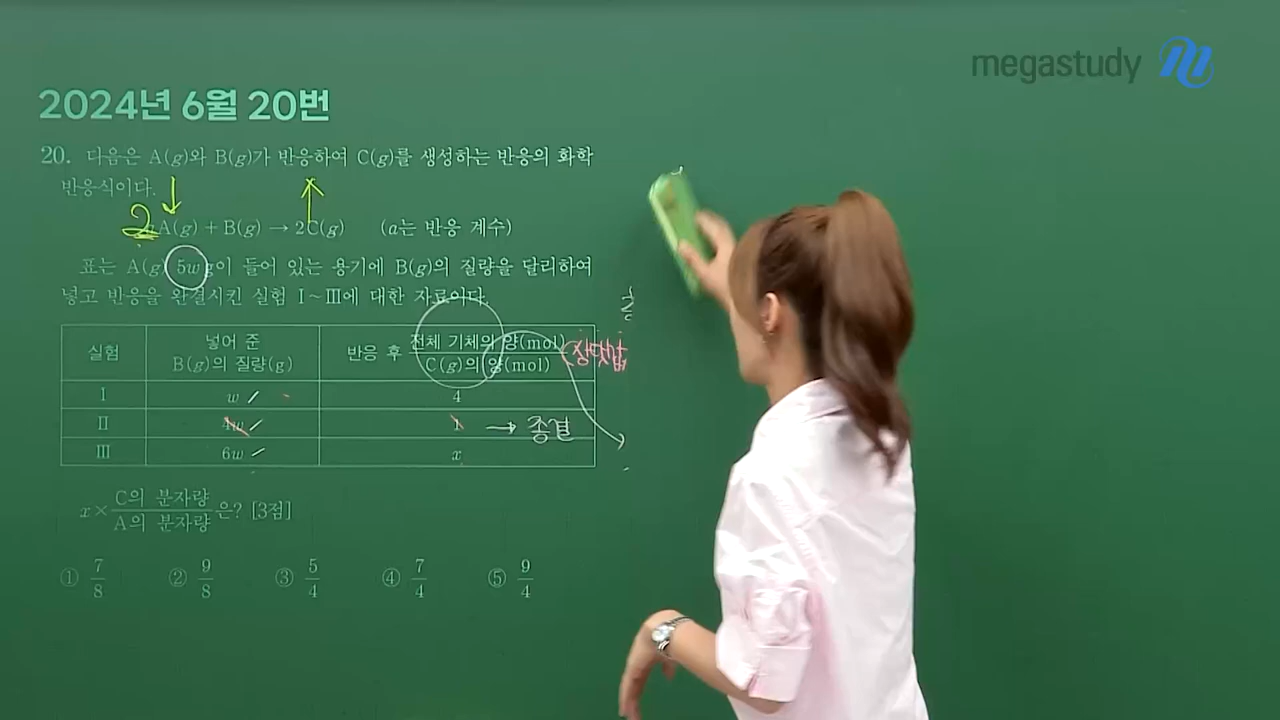 megastudy
2024년 6월 20번
20. 다음은 A(g)와 B(g)가 반응하여 C(g)를 생성하는 반응의 화학
반응식이다.
2A(g) + B(g) → 2C(g) (a는 반응 계수)
표는 A(g) 5w g이 들어 있는 용기에 B(g)의 질량을 달리하여
넣고 반응을 완결시킨 실험 Ⅰ~Ⅲ에 대한 자료이다.
실험 넣어 준 B(g)의 질량(g) 반응 후 전체 기체의 양(mol) / C(g)의 양(mol)
Ⅰ w 4
Ⅱ 4w 1 → 종결
Ⅲ 6w x
x× C의 분자량 / A의 분자량 은? [3점]
① 7/8 ② 9/8 ③ 5/4 ④ 7/4 ⑤ 9/4